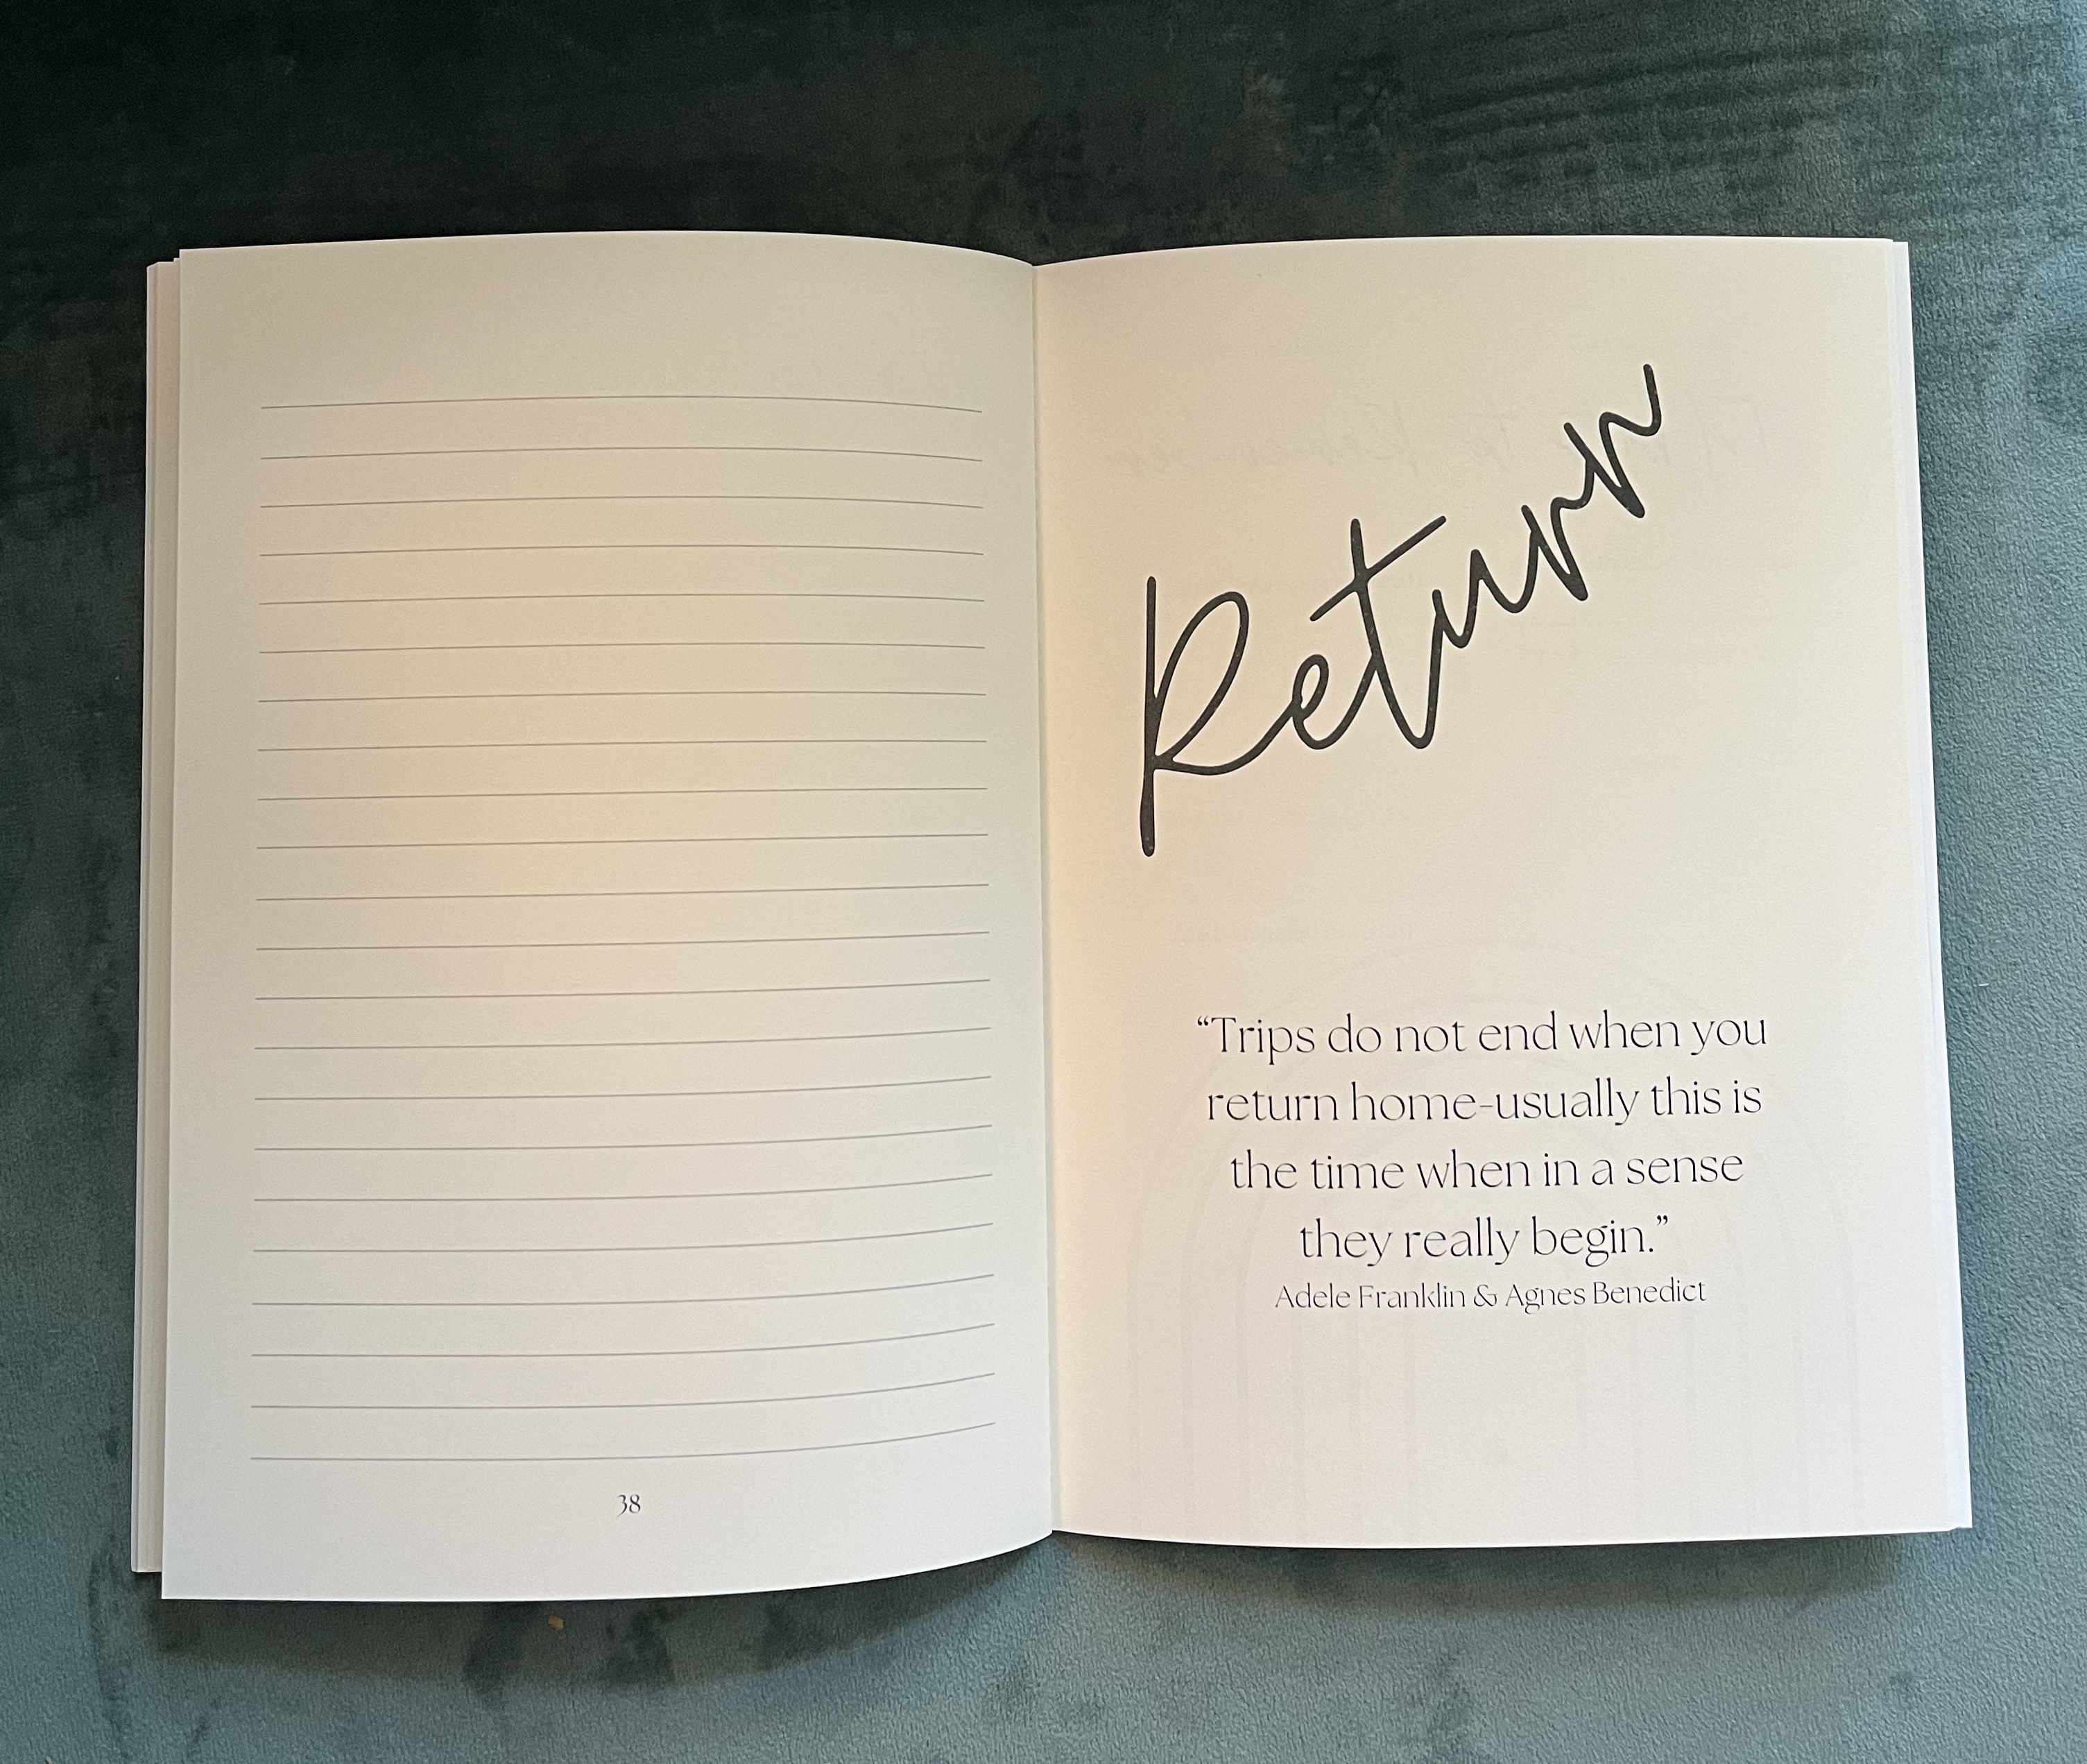 38
Return
“Trips do not end when you
return home-usually this is
the time when in a sense
they really begin.”
Adele Franklin & Agnes Benedict